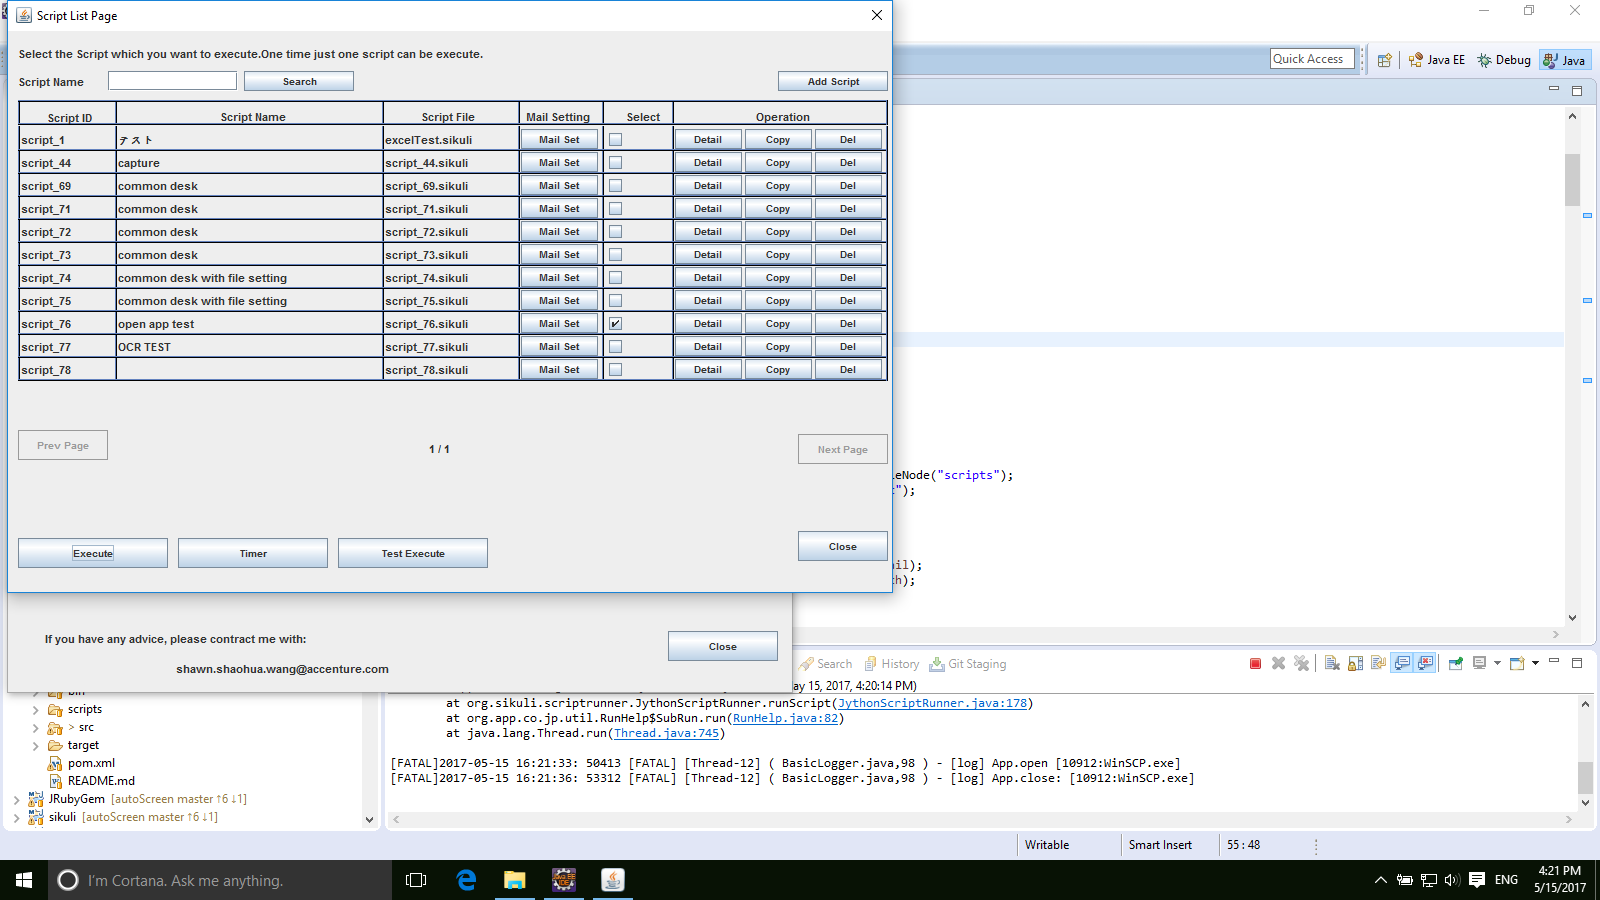 Script List Page
Select the Script which you want to execute.One time just one script can be execute.
Script Name Search Add Script
Script ID Script Name Script File Mail Setting Select Operation
script_1 テスト excelTest.sikuli Mail Set Detail Copy Del
script_44 capture script_44.sikuli Mail Set Detail Copy Del
script_69 common desk script_69.sikuli Mail Set Detail Copy Del
script_71 common desk script_71.sikuli Mail Set Detail Copy Del
script_72 common desk script_72.sikuli Mail Set Detail Copy Del
script_73 common desk script_73.sikuli Mail Set Detail Copy Del
script_74 common desk with file setting script_74.sikuli Mail Set Detail Copy Del
script_75 common desk with file setting script_75.sikuli Mail Set Detail Copy Del
script_76 open app test script_76.sikuli Mail Set Detail Copy Del
script_77 OCR TEST script_77.sikuli Mail Set Detail Copy Del
script_78 script_78.sikuli Mail Set Detail Copy Del
Prev Page 1 / 1 Next Page
Execute Timer Test Execute Close
If you have any advice, please contract me with:
shawn.shaohua.wang@accenture.com
Close
Quick Access Java EE Debug Java
eNode("scripts");
");
il);
h);
Search History Git Staging
ay 15, 2017, 4:20:14 PM)
at org.sikuli.scriptrunner.JythonScriptRunner.runScript(JythonScriptRunner.java:178)
at org.app.co.jp.util.RunHelp$SubRun.run(RunHelp.java:82)
at java.lang.Thread.run(Thread.java:745)
[FATAL]2017-05-15 16:21:33: 50413 [FATAL] [Thread-12] ( BasicLogger.java,98 ) - [log] App.open [10912:WinSCP.exe]
[FATAL]2017-05-15 16:21:36: 53312 [FATAL] [Thread-12] ( BasicLogger.java,98 ) - [log] App.close: [10912:WinSCP.exe]
bin
scripts
> src
target
pom.xml
README.md
JRubyGem [autoScreen master ↑6 ↓1]
sikuli [autoScreen master ↑6 ↓1]
Writable Smart Insert 55 : 48
I'm Cortana. Ask me anything.
ENG
4:21 PM
5/15/2017